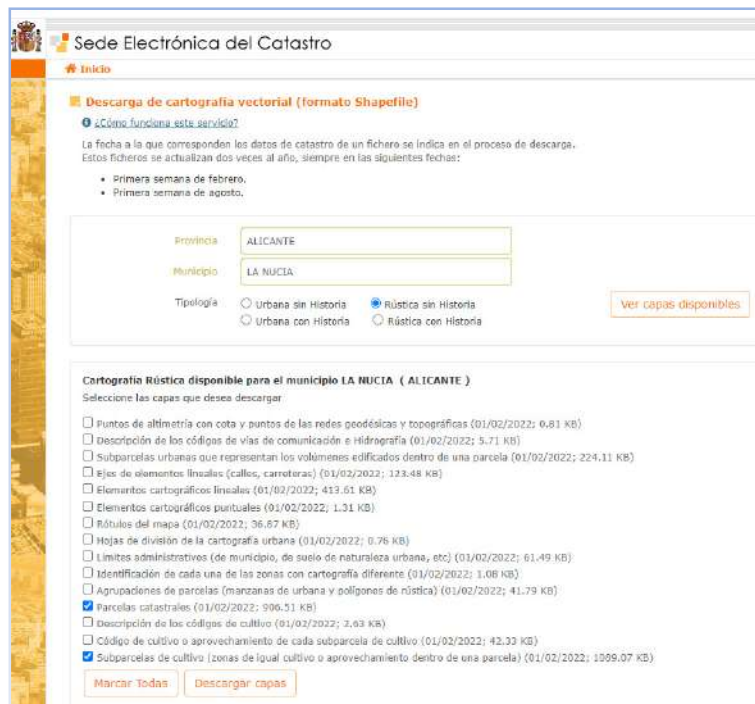 Sede Electrónica del Catastro
Inicio
Descarga de cartografía vectorial (formato Shapefile)
¿Cómo funciona este servicio?
La fecha a la que corresponden los datos de catastro de un fichero se indica en el proceso de descarga.
Estos ficheros se actualizan dos veces al año, siempre en las siguientes fechas:
Primera semana de febrero.
Primera semana de agosto.
Provincia ALICANTE
Municipio LA NUCIA
Tipología Urbana sin Historia Rústica sin Historia Ver capas disponibles
Urbana con Historia Rústica con Historia
Cartografía Rústica disponible para el municipio LA NUCIA ( ALICANTE )
Seleccione las capas que desea descargar
Puntos de altimetría con cota y puntos de las redes geodésicas y topográficas (01/02/2022; 0.81 KB)
Descripción de los códigos de vías de comunicación e Hidrografía (01/02/2022; 5.71 KB)
Subparcelas urbanas que representan los volúmenes edificados dentro de una parcela (01/02/2022; 224.11 KB)
Ejes de elementos lineales (calles, carreteras) (01/02/2022; 123.48 KB)
Elementos cartográficos lineales (01/02/2022; 413.61 KB)
Elementos cartográficos puntuales (01/02/2022; 1.31 KB)
Rótulos del mapa (01/02/2022; 36.87 KB)
Hojas de división de la cartografía urbana (01/02/2022; 0.76 KB)
Limites administrativos (de municipio, de suelo de naturaleza urbana, etc) (01/02/2022; 61.49 KB)
Identificación de cada una de las zonas con cartografía diferente (01/02/2022; 1.08 KB)
Agrupaciones de parcelas (manzanas de urbana y polígonos de rústica) (01/02/2022; 41.79 KB)
Parcelas catastrales (01/02/2022; 906.51 KB)
Descripción de los códigos de cultivo (01/02/2022; 2.63 KB)
Código de cultivo o aprovechamiento de cada subparcela de cultivo (01/02/2022; 42.33 KB)
Subparcelas de cultivo (zonas de igual cultivo o aprovechamiento dentro de una parcela) (01/02/2022; 1089.07 KB)
Marcar Todas Descargar capas